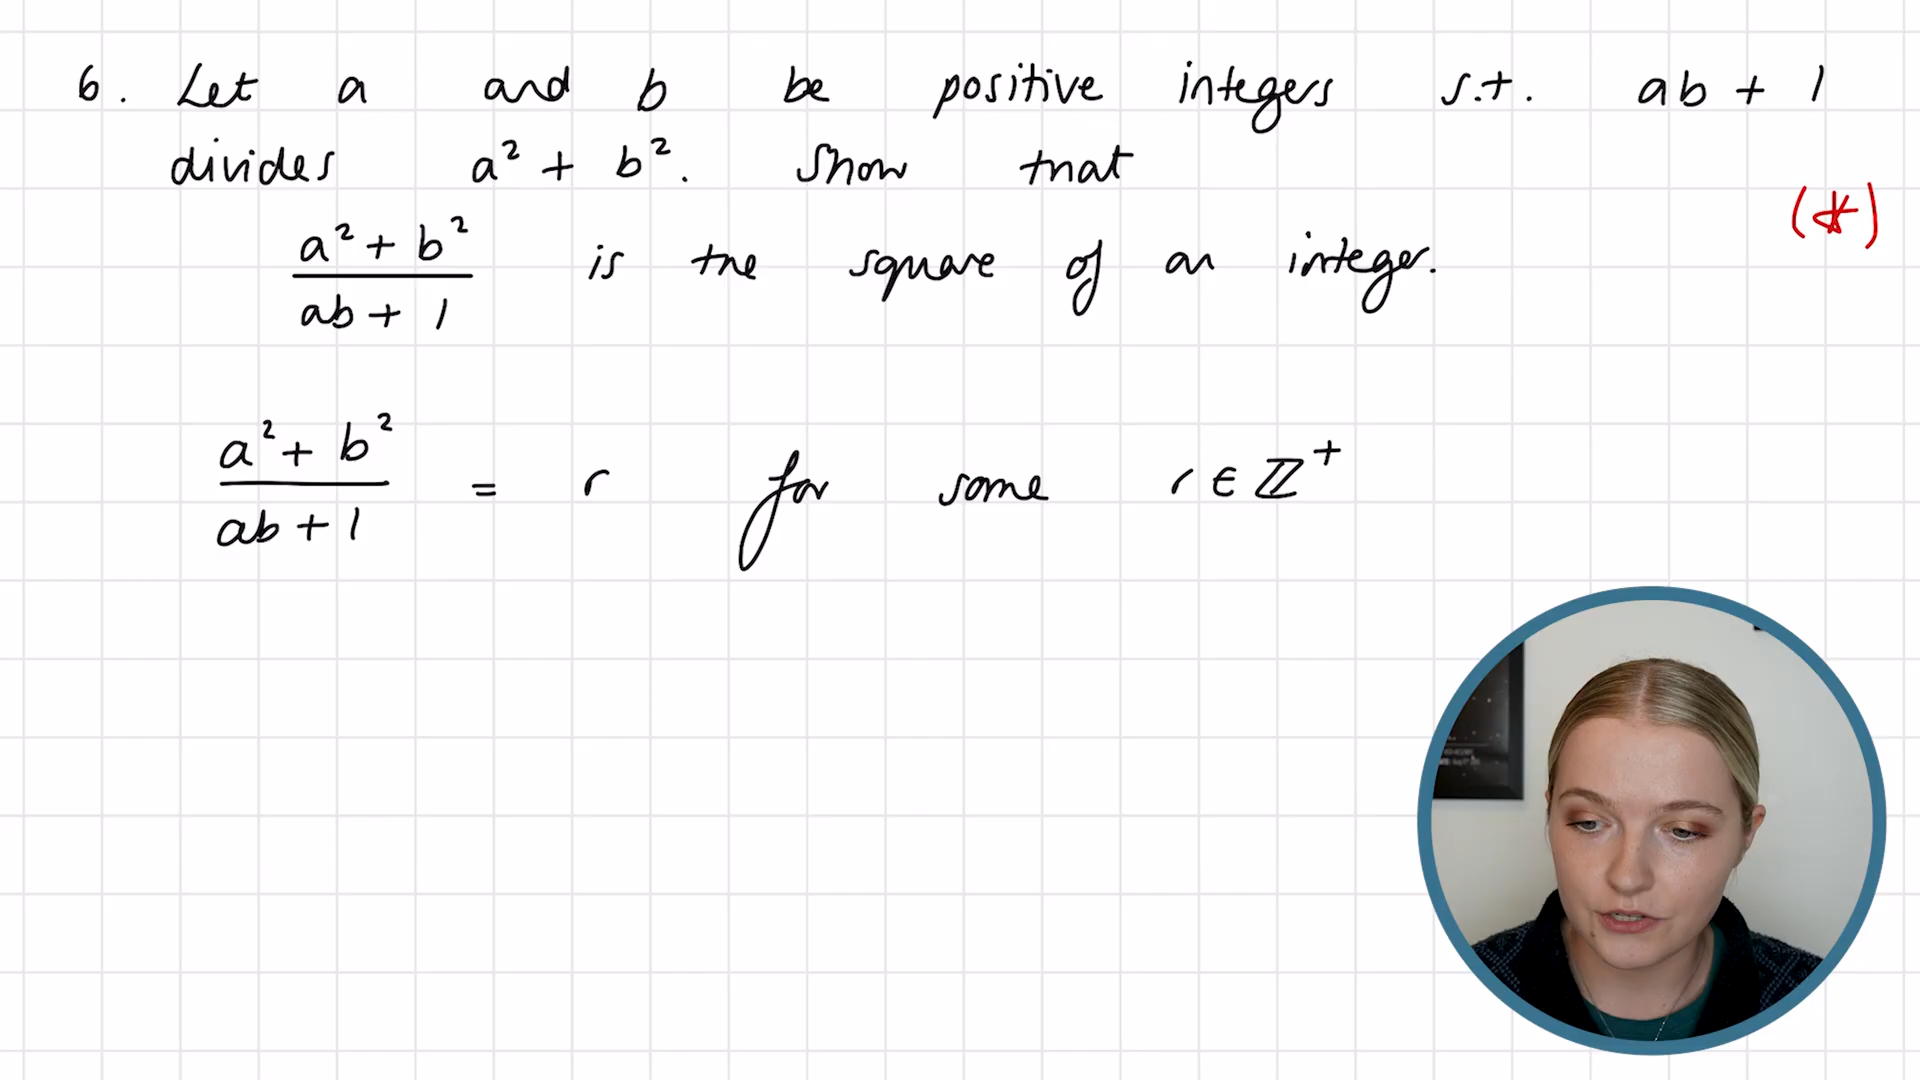 6. Let a and b be positive integers s.t. ab + 1
divides a² + b². Show that
(*)
a² + b²
is the square of an integer.
ab + 1
a² + b²
= r for some r ∈ ℤ⁺
ab + 1